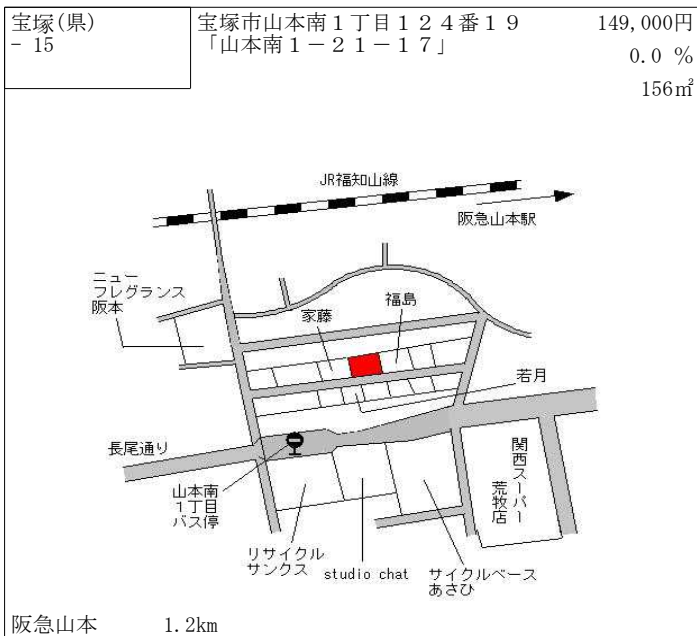 宝塚(県)
- 15
宝塚市山本南１丁目１２４番１９
「山本南１－２１－１７」
149,000円
0.0 %
156㎡
JR福知山線
阪急山本駅
ニュー
フレグランス
阪本
家藤
福島
若月
長尾通り
山本南
1丁目
バス停
関西スーパー
荒牧店
リサイクル
サンクス
studio chat
サイクルベース
あさひ
阪急山本
1.2km